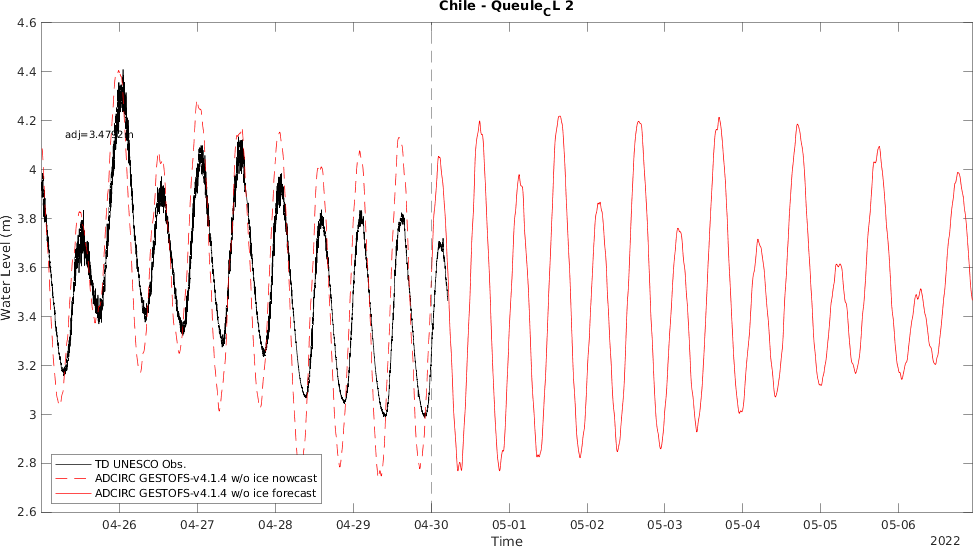 Chile - Queule_CL 2
4.6
4.4
4.2
4
3.8
3.6
3.4
3.2
3
2.8
2.6
Water Level (m)
adj=3.4792m
TD UNESCO Obs.
ADCIRC GESTOFS-v4.1.4 w/o ice nowcast
ADCIRC GESTOFS-v4.1.4 w/o ice forecast
04-26 04-27 04-28 04-29 04-30 05-01 05-02 05-03 05-04 05-05 05-06
Time
2022